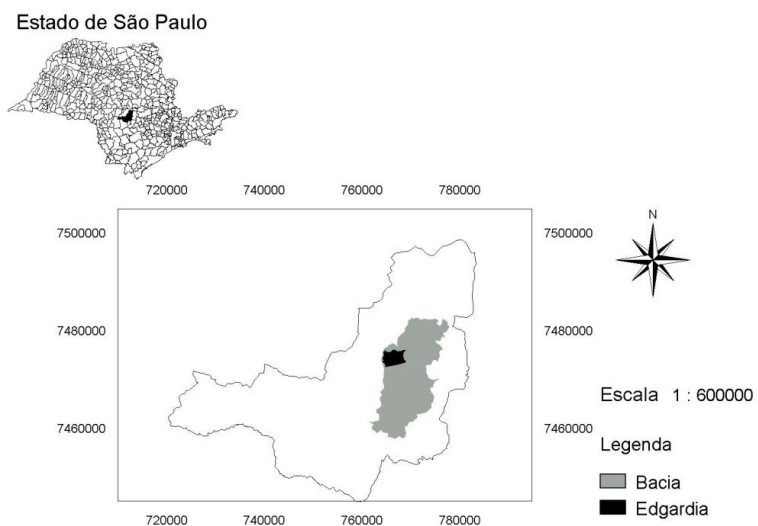 Estado de São Paulo
720000 740000 760000 780000
7500000 7500000
N
7480000 7480000
Escala 1 : 600000
7460000 7460000
Legenda
Bacia
Edgardia
720000 740000 760000 780000